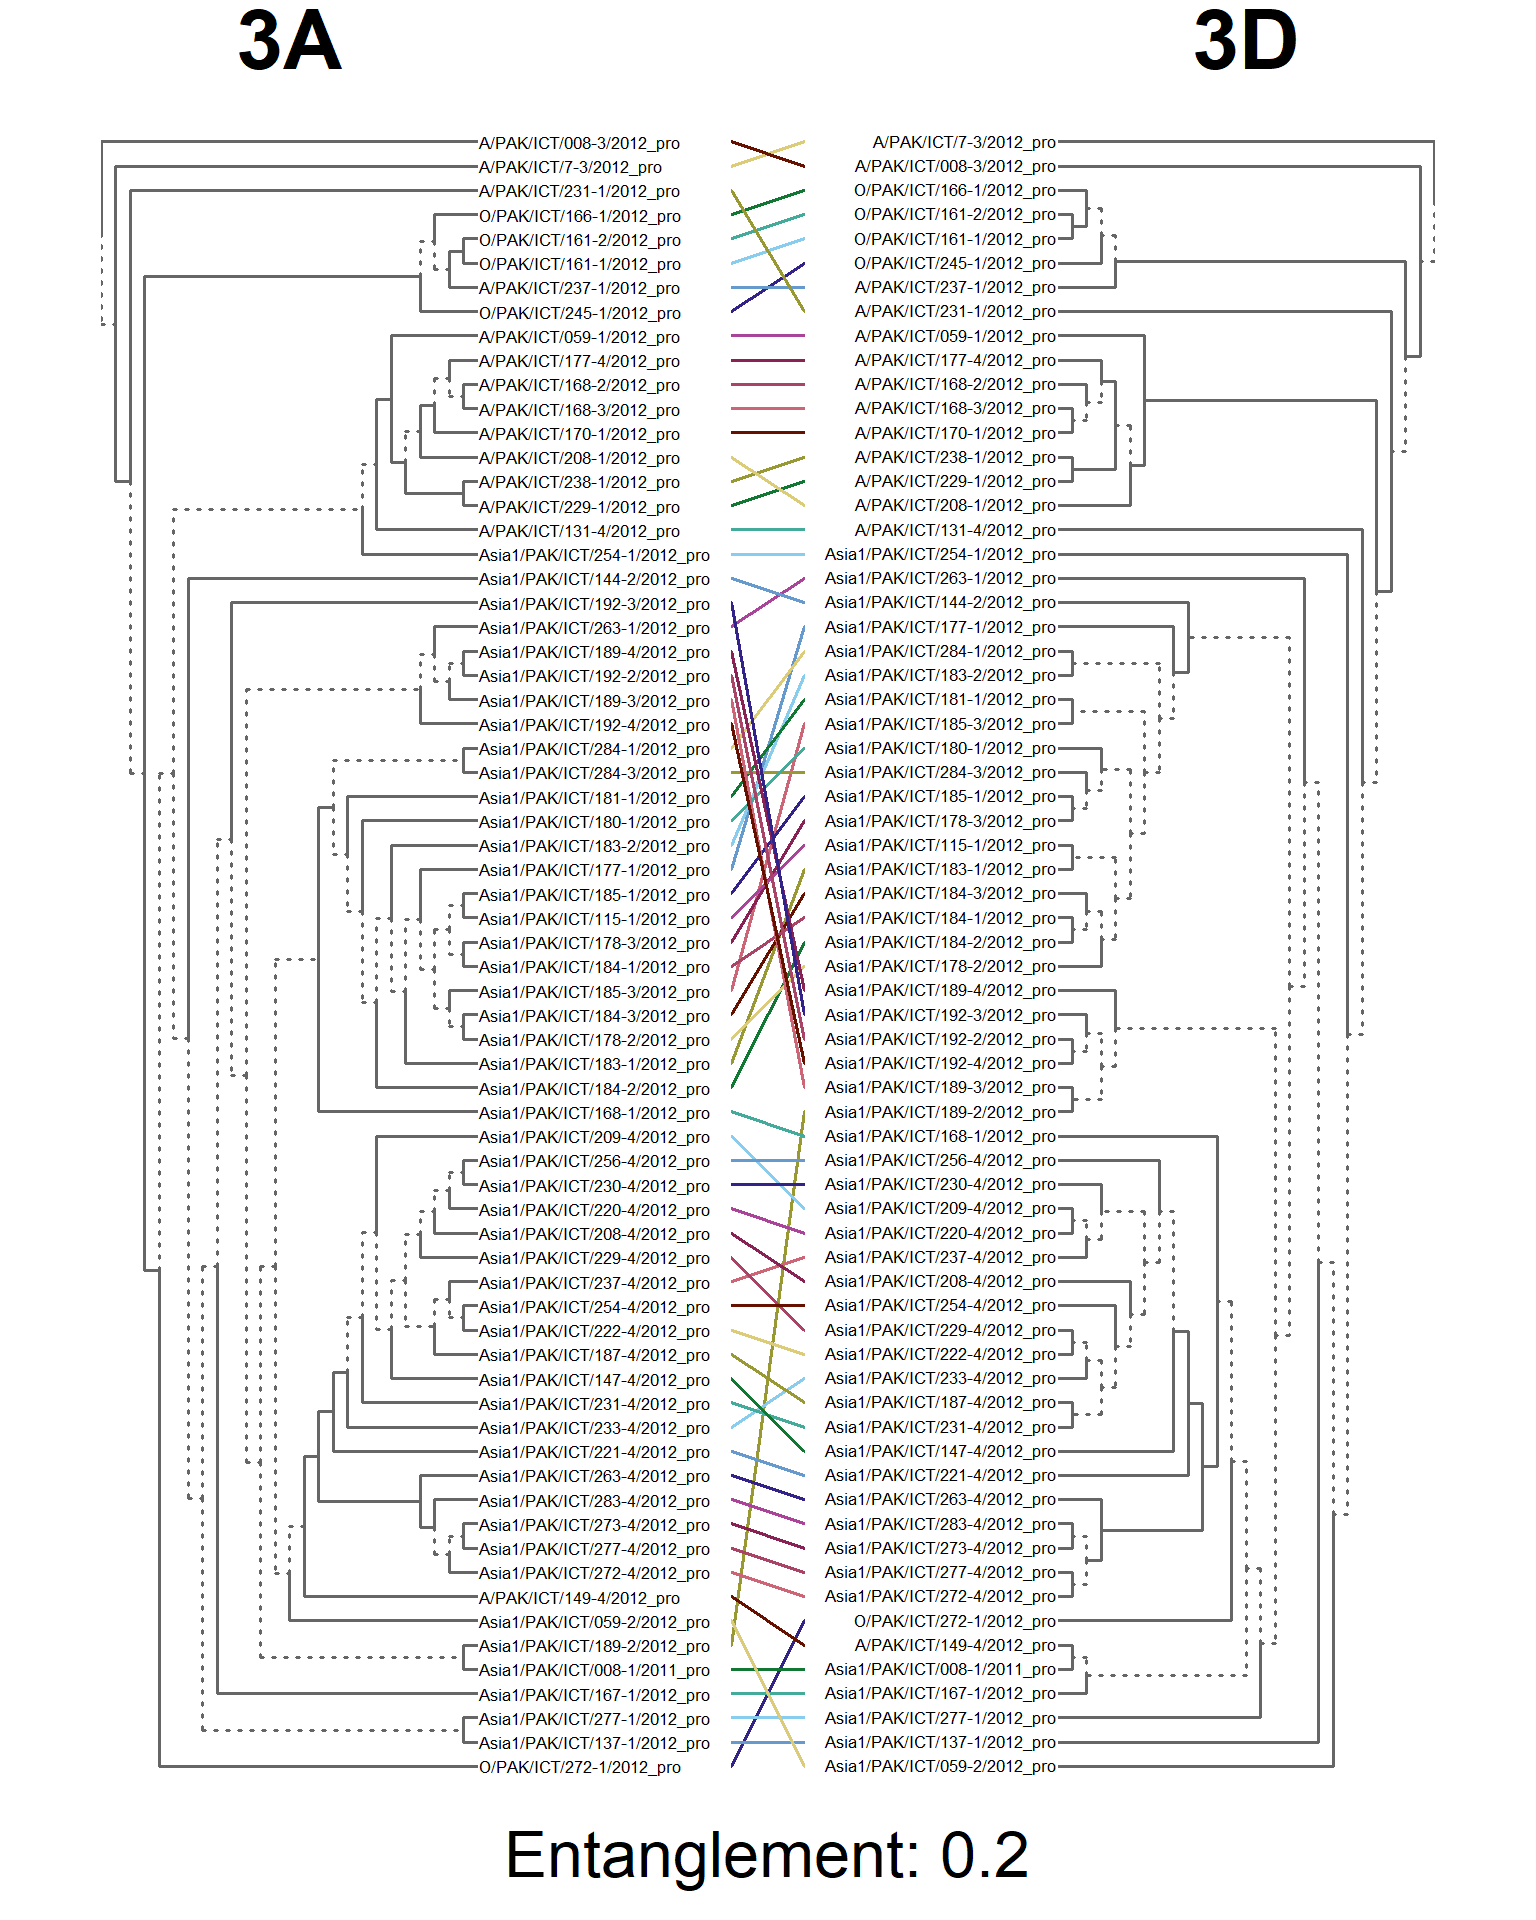 3A 3D
A/PAK/ICT/008-3/2012_pro A/PAK/ICT/7-3/2012_pro
A/PAK/ICT/7-3/2012_pro A/PAK/ICT/008-3/2012_pro
A/PAK/ICT/231-1/2012_pro O/PAK/ICT/166-1/2012_pro
O/PAK/ICT/166-1/2012_pro O/PAK/ICT/161-2/2012_pro
O/PAK/ICT/161-2/2012_pro O/PAK/ICT/161-1/2012_pro
O/PAK/ICT/161-1/2012_pro O/PAK/ICT/245-1/2012_pro
A/PAK/ICT/237-1/2012_pro A/PAK/ICT/237-1/2012_pro
O/PAK/ICT/245-1/2012_pro A/PAK/ICT/231-1/2012_pro
A/PAK/ICT/059-1/2012_pro A/PAK/ICT/059-1/2012_pro
A/PAK/ICT/177-4/2012_pro A/PAK/ICT/177-4/2012_pro
A/PAK/ICT/168-2/2012_pro A/PAK/ICT/168-2/2012_pro
A/PAK/ICT/168-3/2012_pro A/PAK/ICT/168-3/2012_pro
A/PAK/ICT/170-1/2012_pro A/PAK/ICT/170-1/2012_pro
A/PAK/ICT/208-1/2012_pro A/PAK/ICT/238-1/2012_pro
A/PAK/ICT/238-1/2012_pro A/PAK/ICT/229-1/2012_pro
A/PAK/ICT/229-1/2012_pro A/PAK/ICT/208-1/2012_pro
A/PAK/ICT/131-4/2012_pro A/PAK/ICT/131-4/2012_pro
Asia1/PAK/ICT/254-1/2012_pro Asia1/PAK/ICT/254-1/2012_pro
Asia1/PAK/ICT/144-2/2012_pro Asia1/PAK/ICT/263-1/2012_pro
Asia1/PAK/ICT/192-3/2012_pro Asia1/PAK/ICT/144-2/2012_pro
Asia1/PAK/ICT/263-1/2012_pro Asia1/PAK/ICT/177-1/2012_pro
Asia1/PAK/ICT/189-4/2012_pro Asia1/PAK/ICT/284-1/2012_pro
Asia1/PAK/ICT/192-2/2012_pro Asia1/PAK/ICT/183-2/2012_pro
Asia1/PAK/ICT/189-3/2012_pro Asia1/PAK/ICT/181-1/2012_pro
Asia1/PAK/ICT/192-4/2012_pro Asia1/PAK/ICT/185-3/2012_pro
Asia1/PAK/ICT/284-1/2012_pro Asia1/PAK/ICT/180-1/2012_pro
Asia1/PAK/ICT/284-3/2012_pro Asia1/PAK/ICT/284-3/2012_pro
Asia1/PAK/ICT/181-1/2012_pro Asia1/PAK/ICT/185-1/2012_pro
Asia1/PAK/ICT/180-1/2012_pro Asia1/PAK/ICT/178-3/2012_pro
Asia1/PAK/ICT/183-2/2012_pro Asia1/PAK/ICT/115-1/2012_pro
Asia1/PAK/ICT/177-1/2012_pro Asia1/PAK/ICT/183-1/2012_pro
Asia1/PAK/ICT/185-1/2012_pro Asia1/PAK/ICT/184-3/2012_pro
Asia1/PAK/ICT/115-1/2012_pro Asia1/PAK/ICT/184-1/2012_pro
Asia1/PAK/ICT/178-3/2012_pro Asia1/PAK/ICT/184-2/2012_pro
Asia1/PAK/ICT/184-1/2012_pro Asia1/PAK/ICT/178-2/2012_pro
Asia1/PAK/ICT/185-3/2012_pro Asia1/PAK/ICT/189-4/2012_pro
Asia1/PAK/ICT/184-3/2012_pro Asia1/PAK/ICT/192-3/2012_pro
Asia1/PAK/ICT/178-2/2012_pro Asia1/PAK/ICT/192-2/2012_pro
Asia1/PAK/ICT/183-1/2012_pro Asia1/PAK/ICT/192-4/2012_pro
Asia1/PAK/ICT/184-2/2012_pro Asia1/PAK/ICT/189-3/2012_pro
Asia1/PAK/ICT/168-1/2012_pro Asia1/PAK/ICT/189-2/2012_pro
Asia1/PAK/ICT/209-4/2012_pro Asia1/PAK/ICT/168-1/2012_pro
Asia1/PAK/ICT/256-4/2012_pro Asia1/PAK/ICT/256-4/2012_pro
Asia1/PAK/ICT/230-4/2012_pro Asia1/PAK/ICT/230-4/2012_pro
Asia1/PAK/ICT/220-4/2012_pro Asia1/PAK/ICT/209-4/2012_pro
Asia1/PAK/ICT/208-4/2012_pro Asia1/PAK/ICT/220-4/2012_pro
Asia1/PAK/ICT/229-4/2012_pro Asia1/PAK/ICT/237-4/2012_pro
Asia1/PAK/ICT/237-4/2012_pro Asia1/PAK/ICT/208-4/2012_pro
Asia1/PAK/ICT/254-4/2012_pro Asia1/PAK/ICT/254-4/2012_pro
Asia1/PAK/ICT/222-4/2012_pro Asia1/PAK/ICT/229-4/2012_pro
Asia1/PAK/ICT/187-4/2012_pro Asia1/PAK/ICT/222-4/2012_pro
Asia1/PAK/ICT/147-4/2012_pro Asia1/PAK/ICT/233-4/2012_pro
Asia1/PAK/ICT/231-4/2012_pro Asia1/PAK/ICT/187-4/2012_pro
Asia1/PAK/ICT/233-4/2012_pro Asia1/PAK/ICT/231-4/2012_pro
Asia1/PAK/ICT/221-4/2012_pro Asia1/PAK/ICT/147-4/2012_pro
Asia1/PAK/ICT/263-4/2012_pro Asia1/PAK/ICT/221-4/2012_pro
Asia1/PAK/ICT/283-4/2012_pro Asia1/PAK/ICT/263-4/2012_pro
Asia1/PAK/ICT/273-4/2012_pro Asia1/PAK/ICT/283-4/2012_pro
Asia1/PAK/ICT/277-4/2012_pro Asia1/PAK/ICT/273-4/2012_pro
Asia1/PAK/ICT/272-4/2012_pro Asia1/PAK/ICT/277-4/2012_pro
A/PAK/ICT/149-4/2012_pro Asia1/PAK/ICT/272-4/2012_pro
Asia1/PAK/ICT/059-2/2012_pro O/PAK/ICT/272-1/2012_pro
Asia1/PAK/ICT/189-2/2012_pro A/PAK/ICT/149-4/2012_pro
Asia1/PAK/ICT/008-1/2011_pro Asia1/PAK/ICT/008-1/2011_pro
Asia1/PAK/ICT/167-1/2012_pro Asia1/PAK/ICT/167-1/2012_pro
Asia1/PAK/ICT/277-1/2012_pro Asia1/PAK/ICT/277-1/2012_pro
Asia1/PAK/ICT/137-1/2012_pro Asia1/PAK/ICT/137-1/2012_pro
O/PAK/ICT/272-1/2012_pro Asia1/PAK/ICT/059-2/2012_pro
Entanglement: 0.2